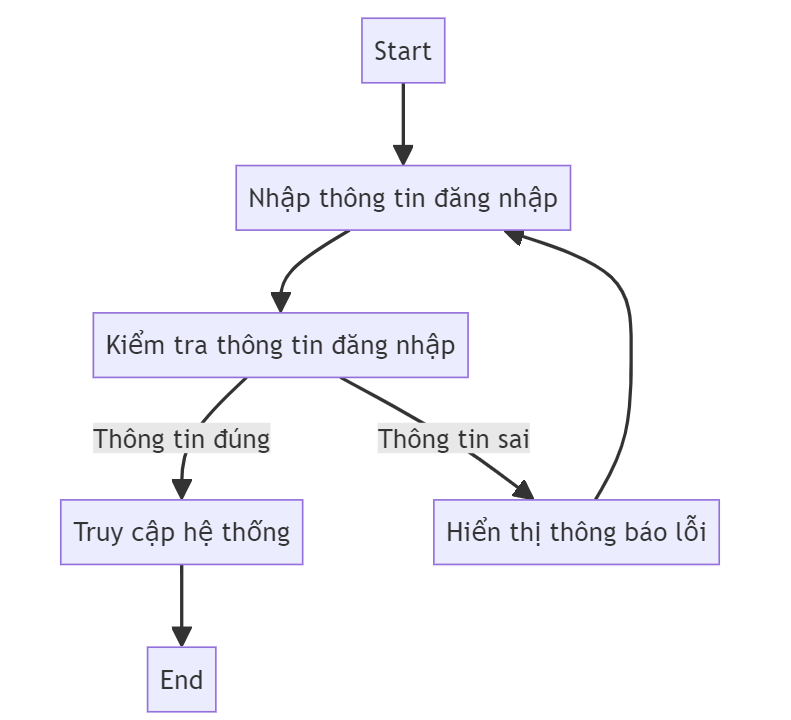 Start
Nhập thông tin đăng nhập
Kiểm tra thông tin đăng nhập
Thông tin đúng
Thông tin sai
Truy cập hệ thống
Hiển thị thông báo lỗi
End